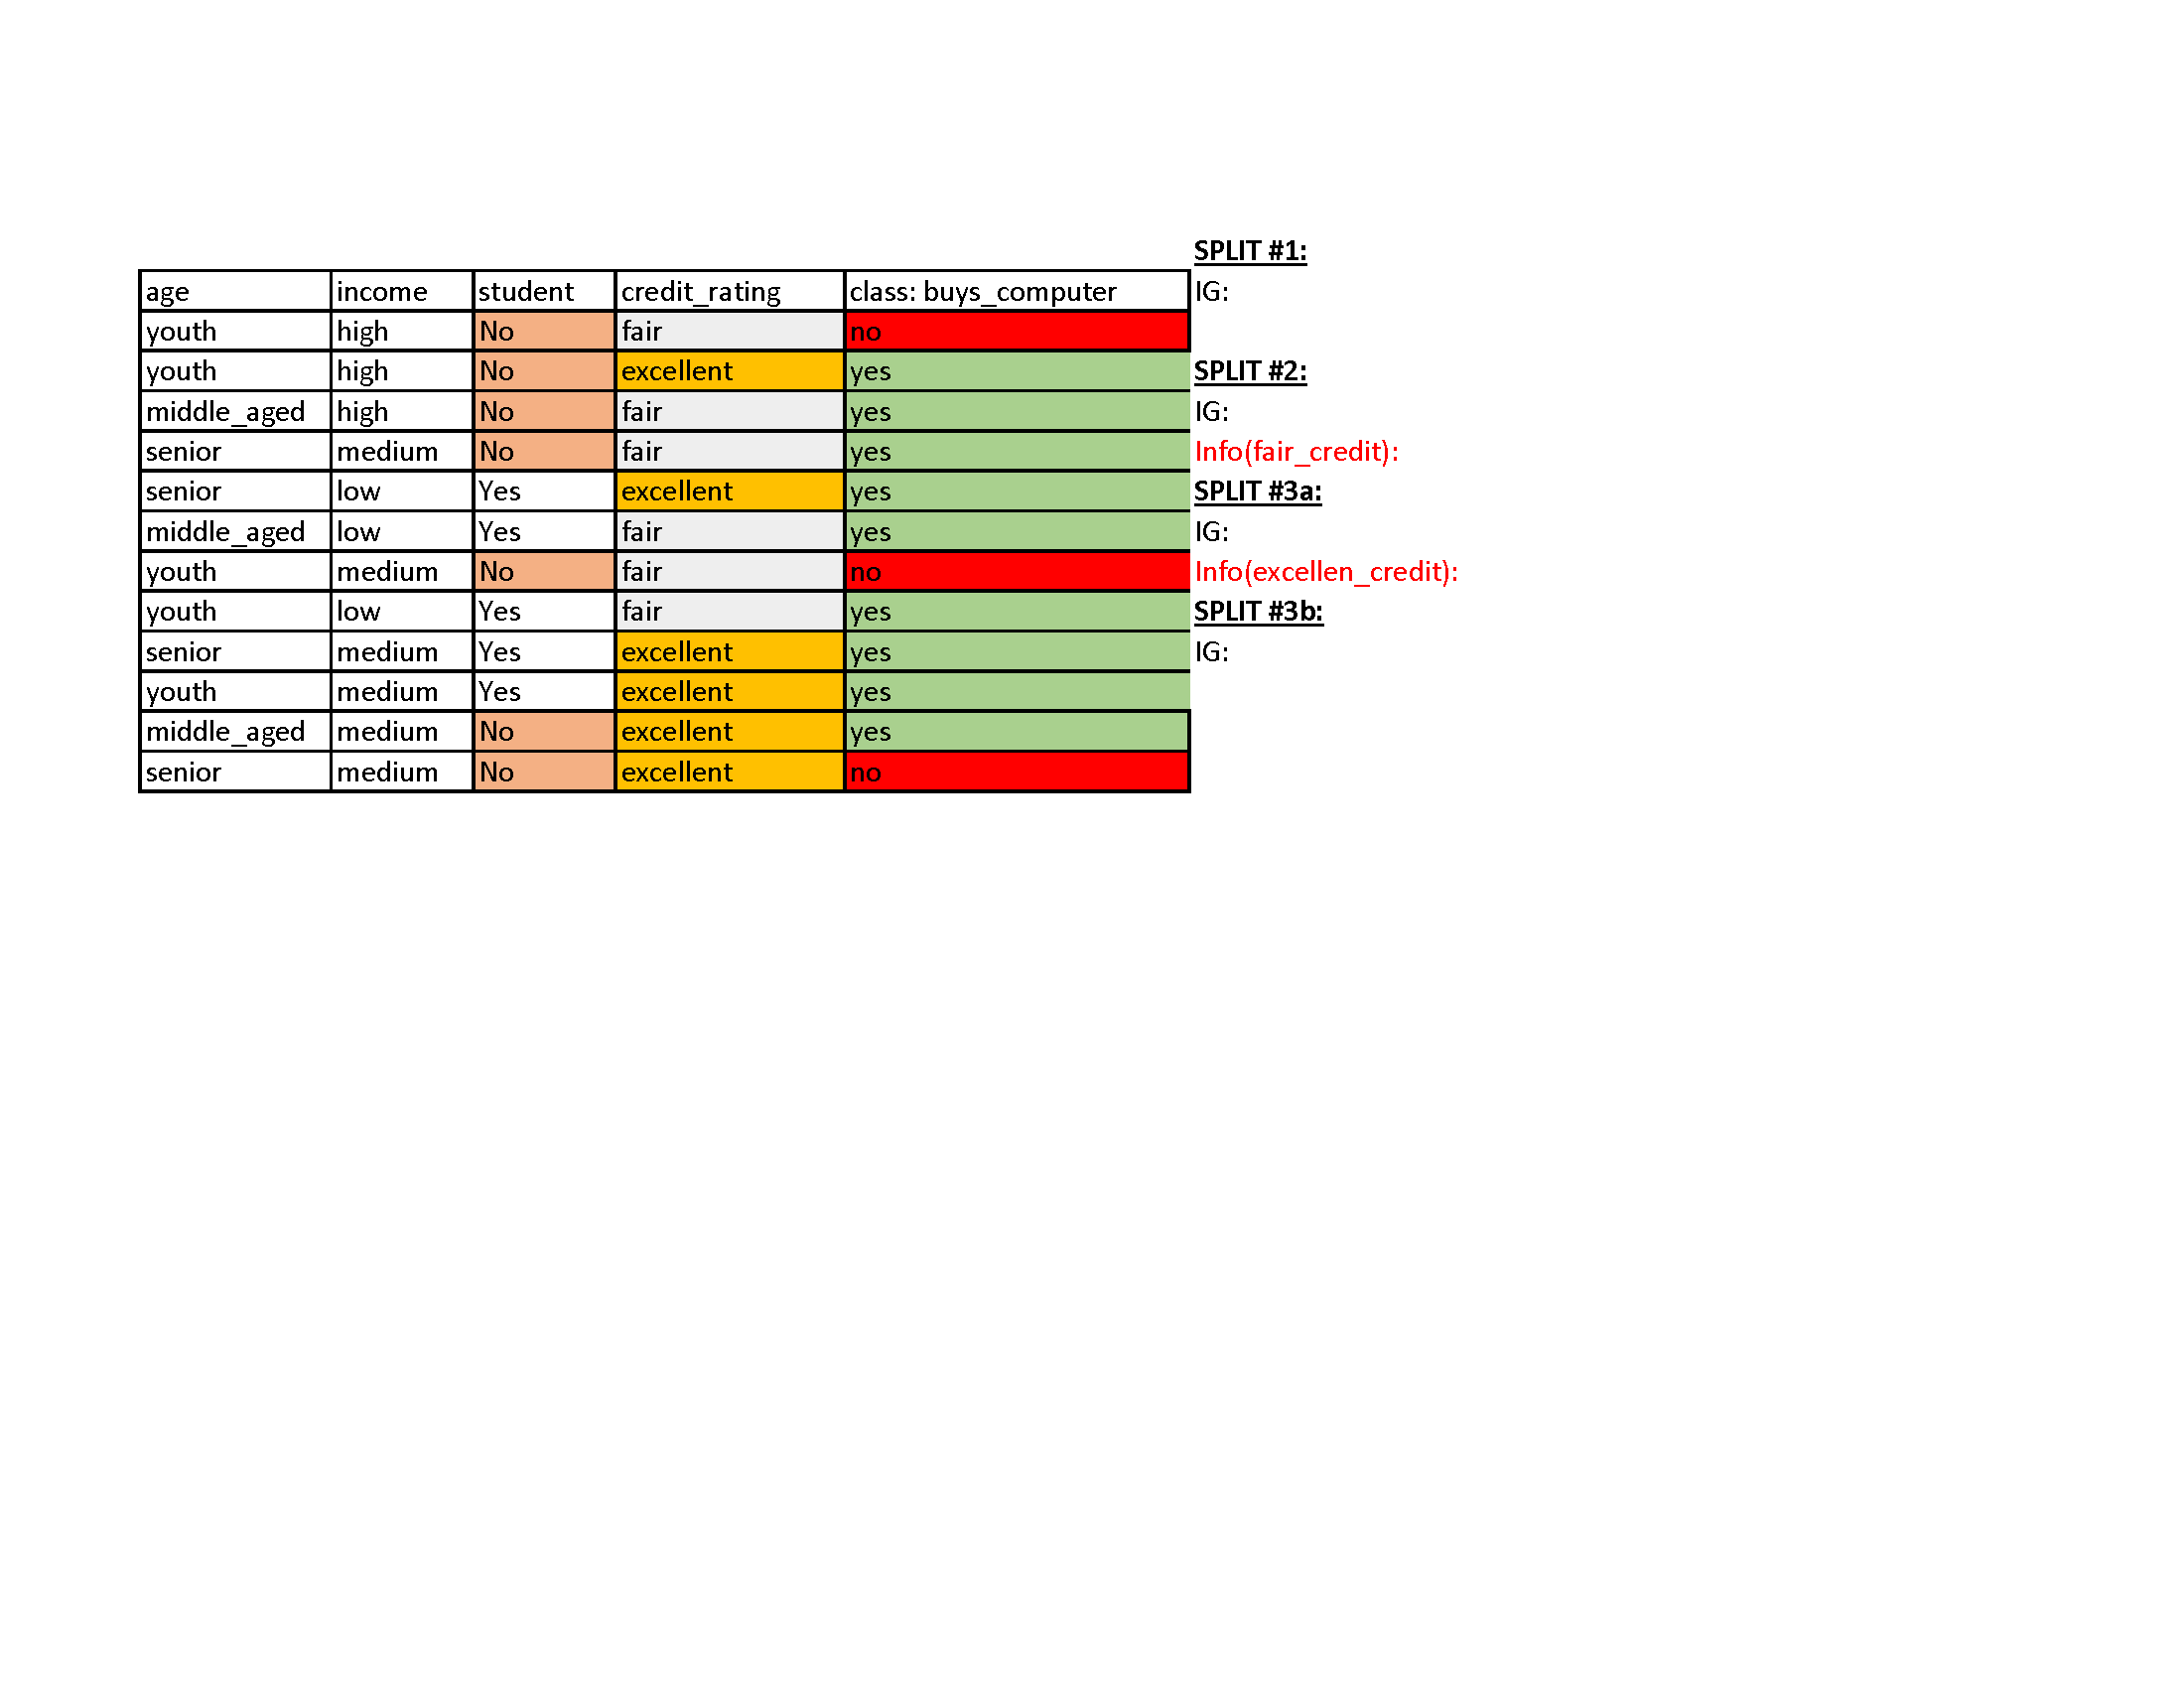 SPLIT #1:
age income student credit_rating class: buys_computer IG:
youth high No fair no
youth high No excellent yes SPLIT #2:
middle_aged high No fair yes IG:
senior medium No fair yes Info(fair_credit):
senior low Yes excellent yes SPLIT #3a:
middle_aged low Yes fair yes IG:
youth medium No fair no Info(excellen_credit):
youth low Yes fair yes SPLIT #3b:
senior medium Yes excellent yes IG:
youth medium Yes excellent yes
middle_aged medium No excellent yes
senior medium No excellent no